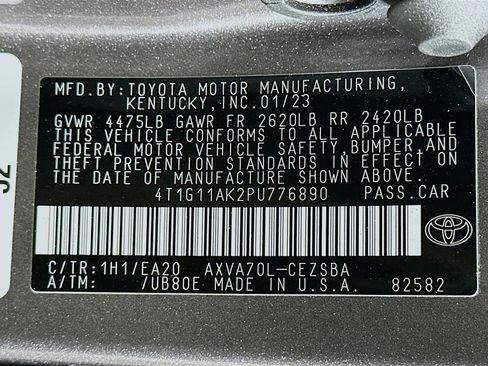 MFD.BY:TOYOTA MOTOR MANUFACTURING,
KENTUCKY,INC.01/23
GVWR 4475LB GAWR FR 2620LB RR 2420LB
THIS VEHICLE CONFORMS TO ALL APPLICABLE
FEDERAL MOTOR VEHICLE SAFETY,BUMPER,AND
THEFT PREVENTION STANDARDS IN EFFECT ON
THE DATE OF MANUFACTURE SHOWN ABOVE.
4T1G11AK2PU776890 PASS.CAR
C/TR:1H1/EA20 AXVA70L-CEZSBA
A/TM: /UB80E MADE IN U.S.A. 82582
TOYOTA